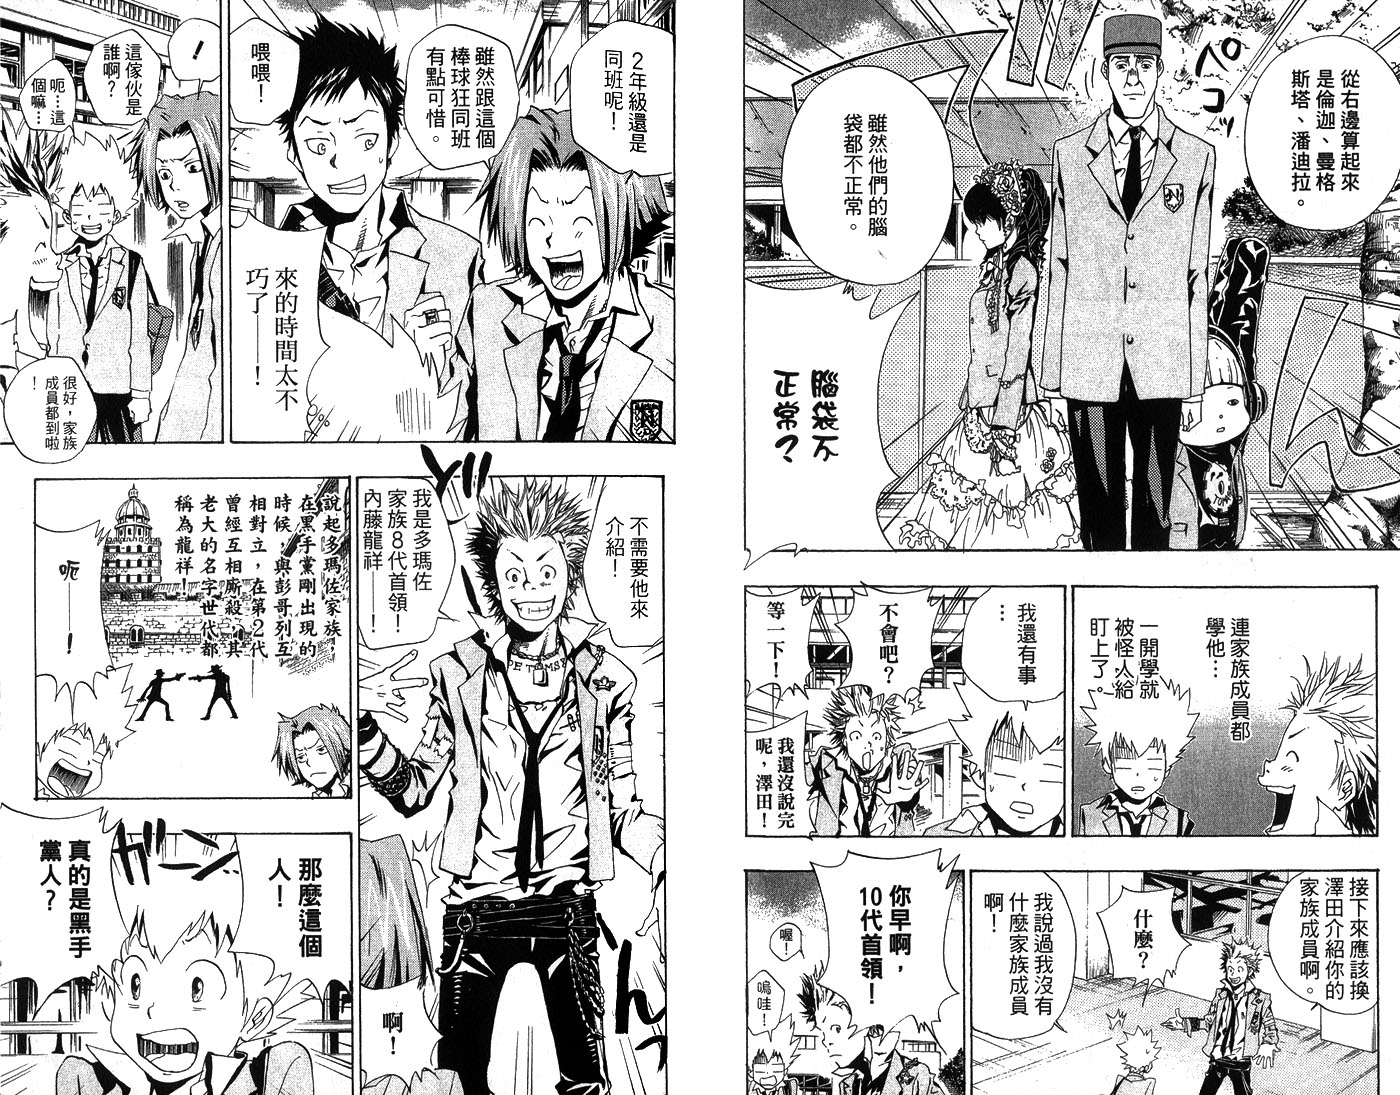 從右邊算起來
是倫迦、曼格
斯塔、潘迪拉
。
雖然他們的腦
袋都不正常。
腦袋不
正常？
ペコ
連家族成員都
學他…
一開學就
被怪人給
盯上了。
我還有事
…
不會吧？
等一下！
我還沒說完
呢，澤田！
接下來應該換
澤田介紹你的
家族成員啊。
什麼？
我說過我沒有
什麼家族成員
啊！
你早啊，
10代首領！
喔！
嗚哇…
2年級還是
同班呢！
雖然跟這個
棒球狂同班
有點可惜。
喂喂！
來的時間太不
巧了——！
！
這傢伙是
誰啊？
呃…這
個嘛…
很好，家族
成員都到啦
！
不需要他來
介紹！
我是多瑪佐
家族8代首領！
內藤龍祥——！
啊！
說起多瑪佐家族，
在黑手黨剛出現的
時候，與彭哥列互
相對立，在第2代
曾經互相廝殺，其
老大的名字世代都
稱為龍祥！
呃——！
那麼這個
人！
真的是黑手
黨人？